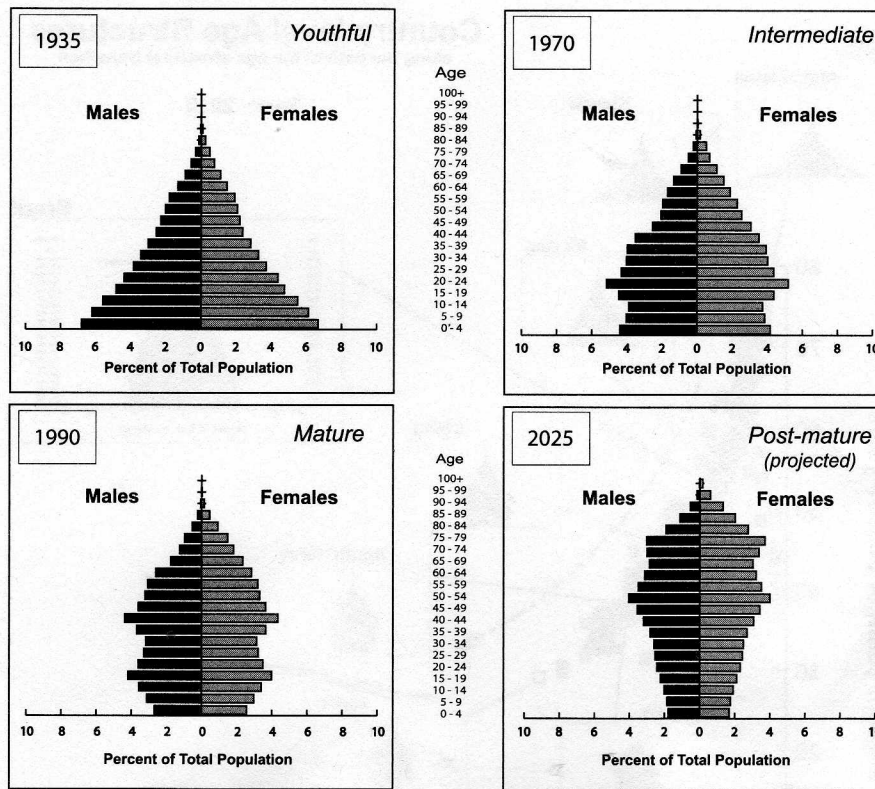 1935
Youthful
Males
Females
10 8 6 4 2 0 2 4 6 8 10
Percent of Total Population
Age
100+
95 - 99
90 - 94
85 - 89
80 - 84
75 - 79
70 - 74
65 - 69
60 - 64
55 - 59
50 - 54
45 - 49
40 - 44
35 - 39
30 - 34
25 - 29
20 - 24
15 - 19
10 - 14
5 - 9
0 - 4
1970
Intermediate
Males
Females
10 8 6 4 2 0 2 4 6 8 10
Percent of Total Population
1990
Mature
Males
Females
10 8 6 4 2 0 2 4 6 8 10
Percent of Total Population
Age
100+
95 - 99
90 - 94
85 - 89
80 - 84
75 - 79
70 - 74
65 - 69
60 - 64
55 - 59
50 - 54
45 - 49
40 - 44
35 - 39
30 - 34
25 - 29
20 - 24
15 - 19
10 - 14
5 - 9
0 - 4
2025
Post-mature
(projected)
Males
Females
10 8 6 4 2 0 2 4 6 8 10
Percent of Total Population